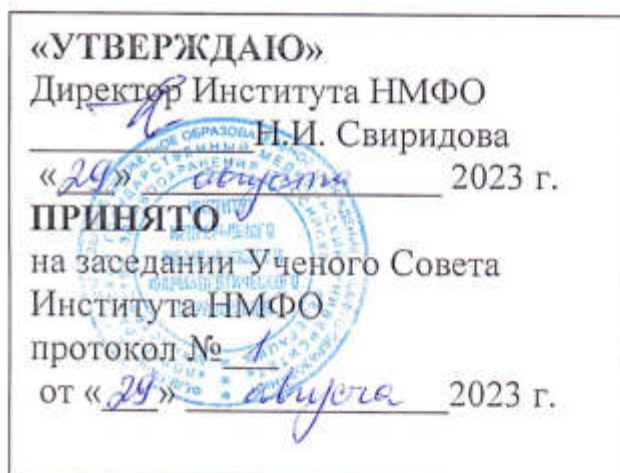 «УТВЕРЖДАЮ»
Директор Института НМФО
Н.И. Свиридова
«29» августа 2023 г.
ПРИНЯТО
на заседании Ученого Совета
Института НМФО
протокол № 1
от «29» августа 2023 г.